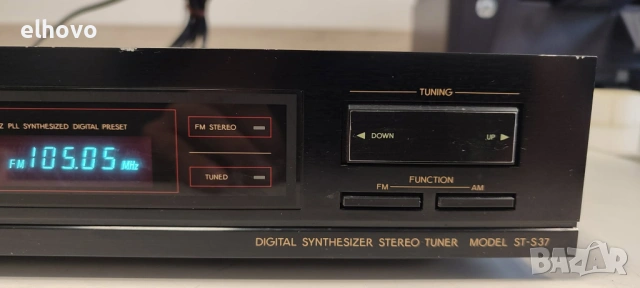 elhovo
TUNING
Z PLL SYNTHESIZED DIGITAL PRESET
FM STEREO
◄ DOWN UP ►
FM 105.05 MHz
FUNCTION
TUNED
FM AM
DIGITAL SYNTHESIZER STEREO TUNER MODEL ST-S37
BAZAR